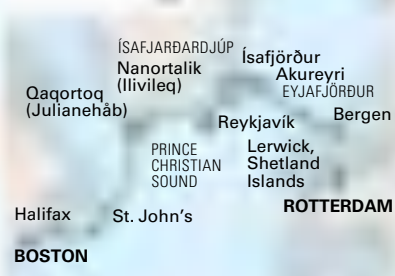 ÍSAFJARÐARDJÚP
Nanortalik
(Ilivileq)
Ísafjörður
Akureyri
EYJAFJÖRÐUR
Qaqortoq
(Julianehåb)
Bergen
Reykjavík
PRINCE
CHRISTIAN
SOUND
Lerwick,
Shetland
Islands
ROTTERDAM
Halifax
St. John's
BOSTON